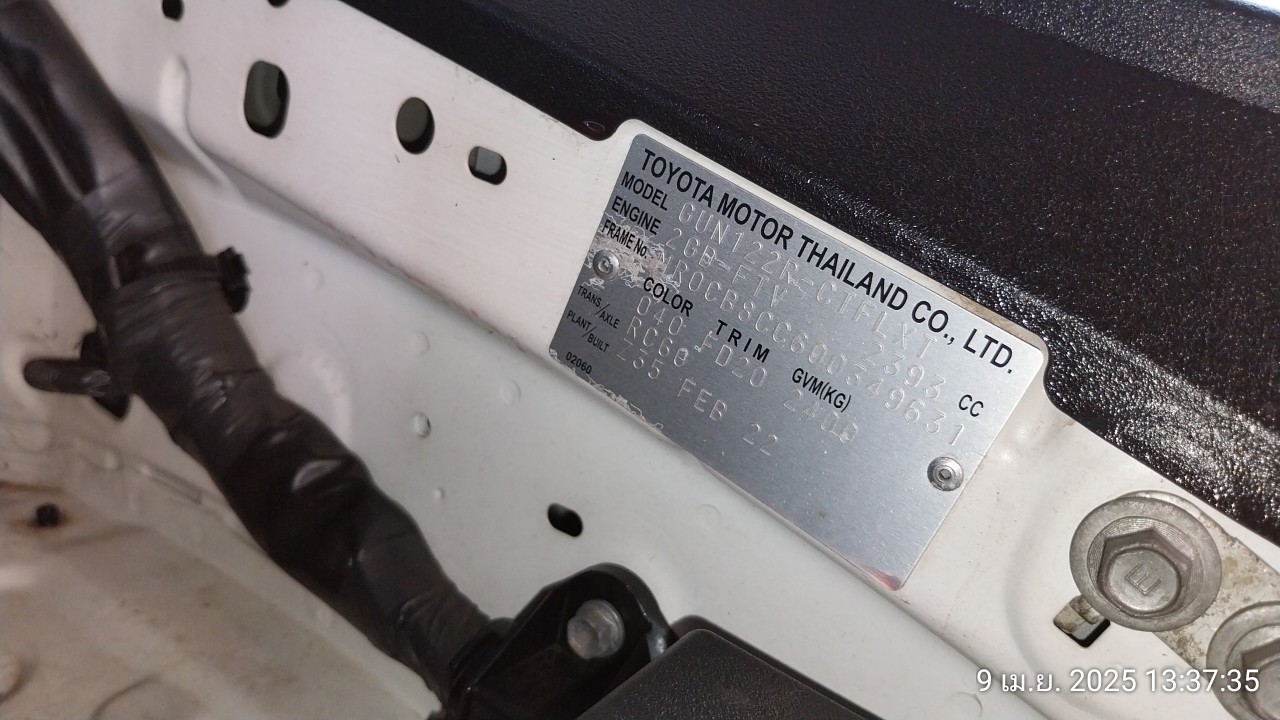 TOYOTA MOTOR THAILAND CO., LTD.
MODEL GUN122R-CTFLXT
ENGINE 2GD-FTV 2393 CC
FRAME No. MR0CB8CC600649631
COLOR TRIM GVM(KG)
040 FD20 2400
TRANS/AXLE RC60
PLANT/BUILT FEB 22
02060
9 เม.ย. 2025 13:37:35